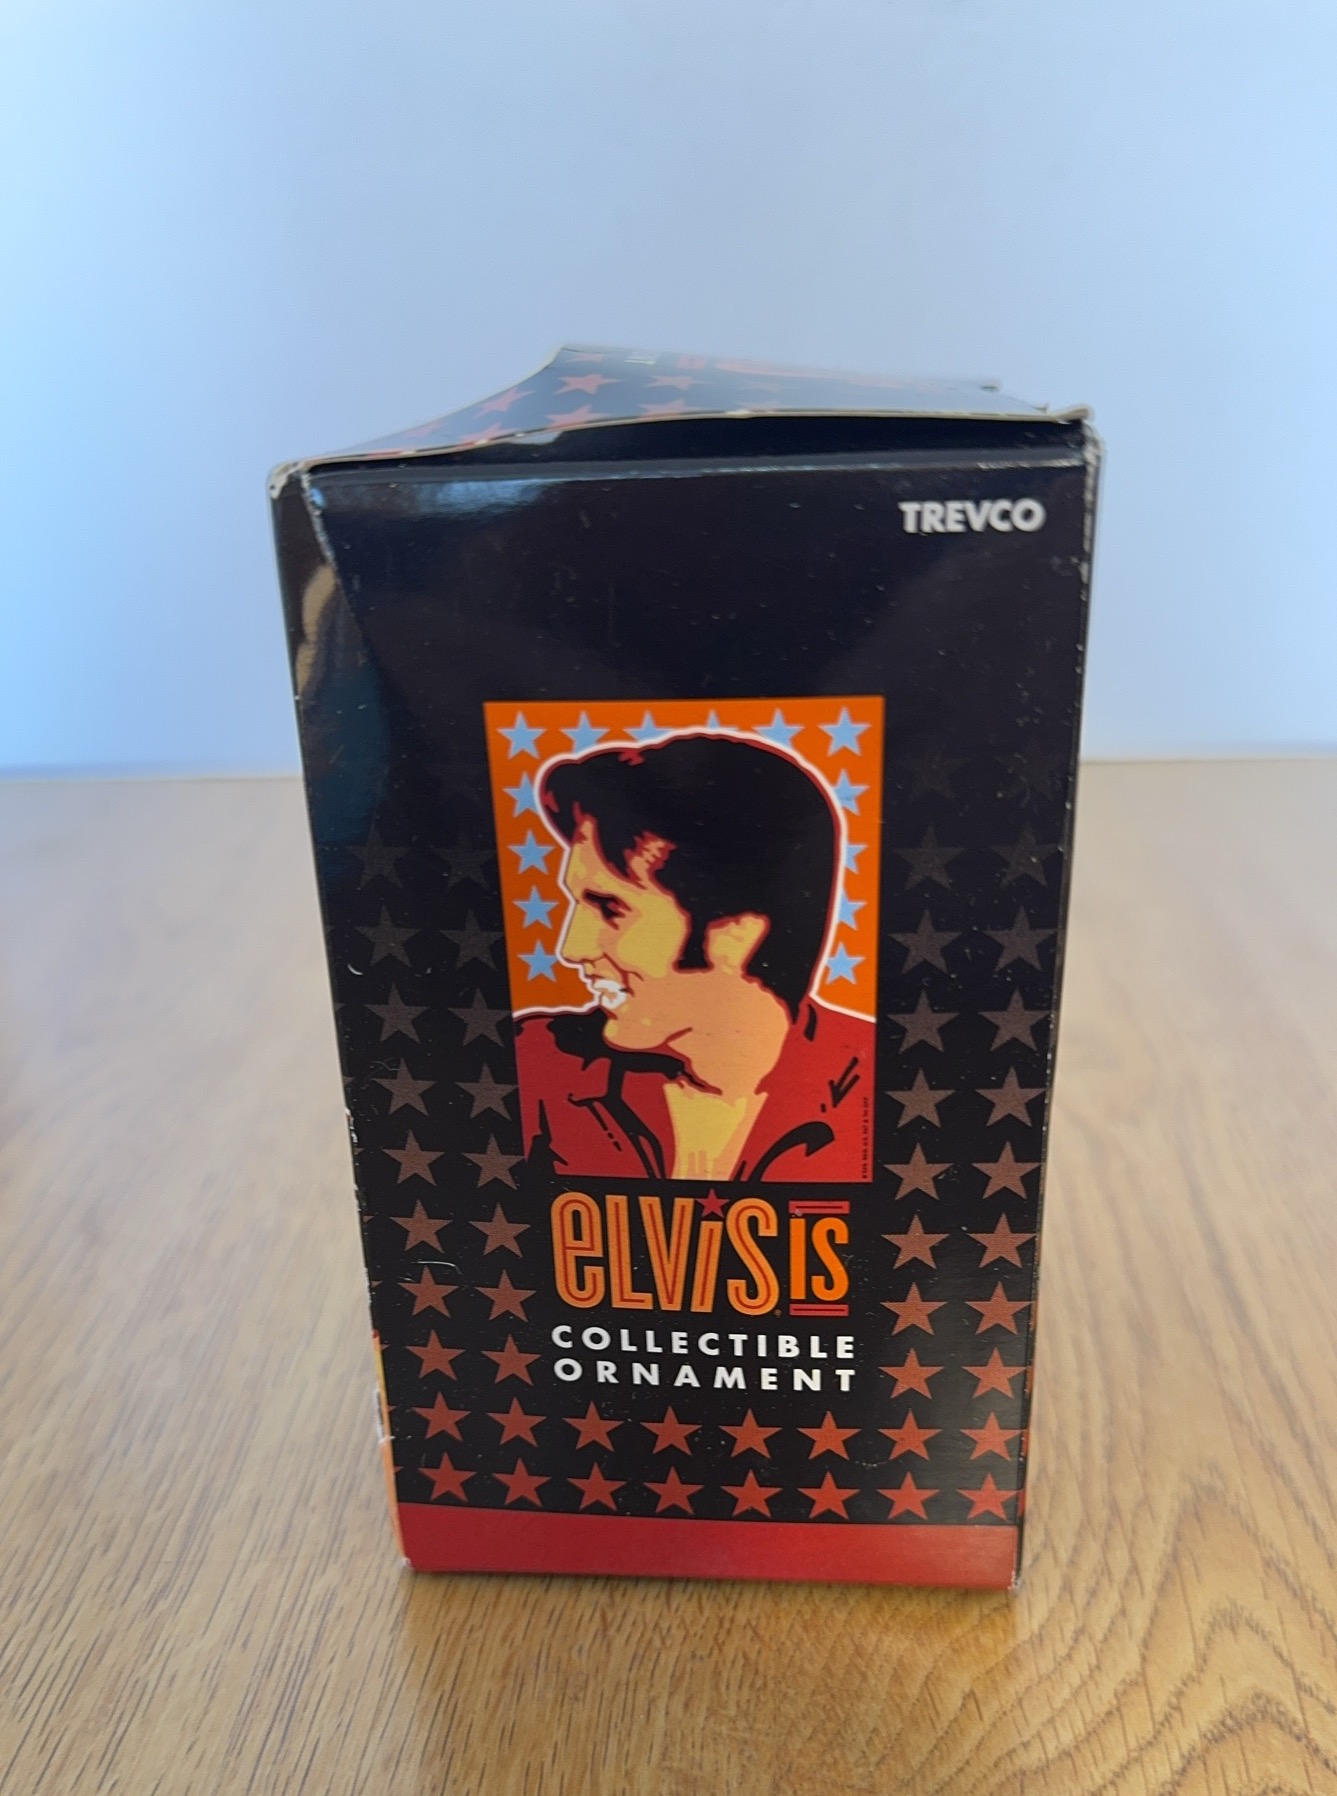 TREVCO
ELViS iS
COLLECTIBLE
ORNAMENT